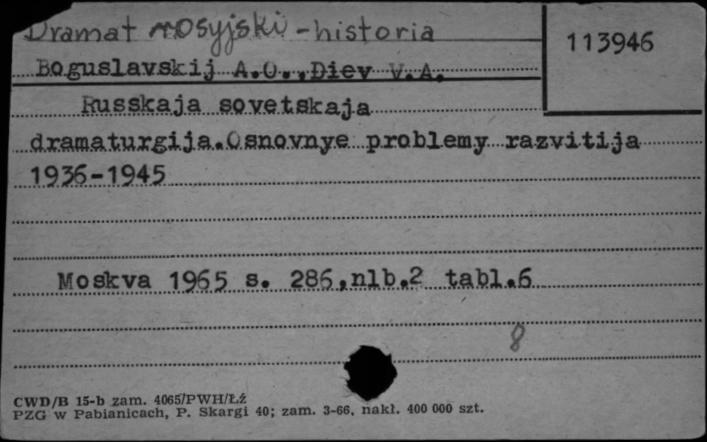 Dramat rosyjski - historia
113946
Boguslavskij A.O.,Diev V.A.
Russkaja sovetskaja
dramaturgija.Osnovnye problemy razvitija
1936-1945
Moskva 1965 s. 286,nlb.2 tabl.6
8
CWD/B 15-b zam. 4065/PWH/Łż
PZG w Pabianicach, P. Skargi 40; zam. 3-66, nakł. 400 000 szt.